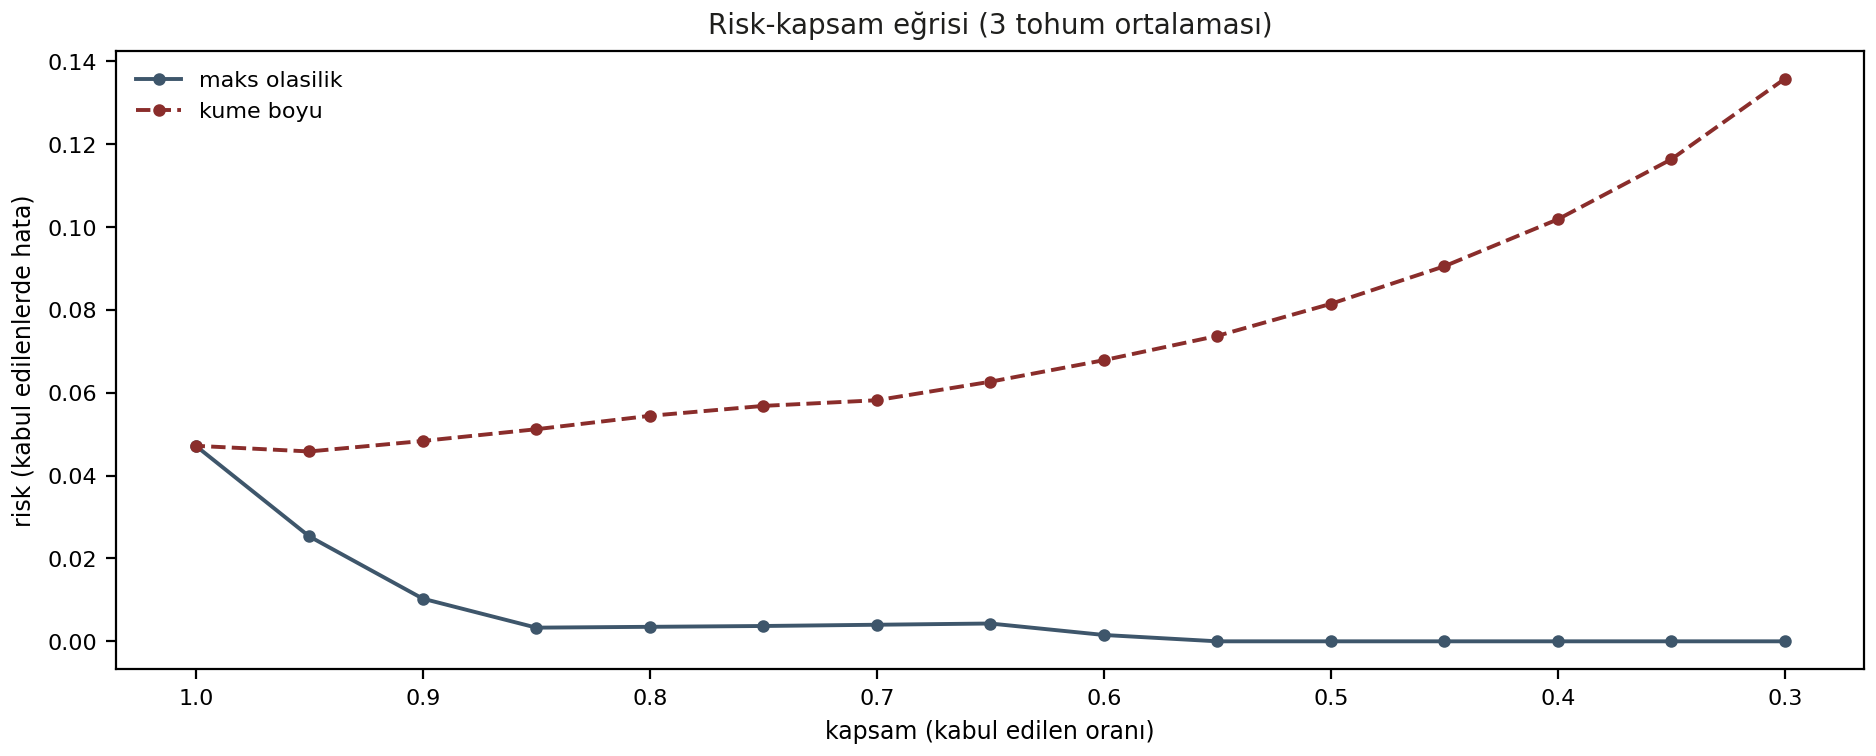 Risk-kapsam eğrisi (3 tohum ortalaması)
maks olasilik
kume boyu
risk (kabul edilenlerde hata)
0.14
0.12
0.10
0.08
0.06
0.04
0.02
0.00
1.0 0.9 0.8 0.7 0.6 0.5 0.4 0.3
kapsam (kabul edilen oranı)